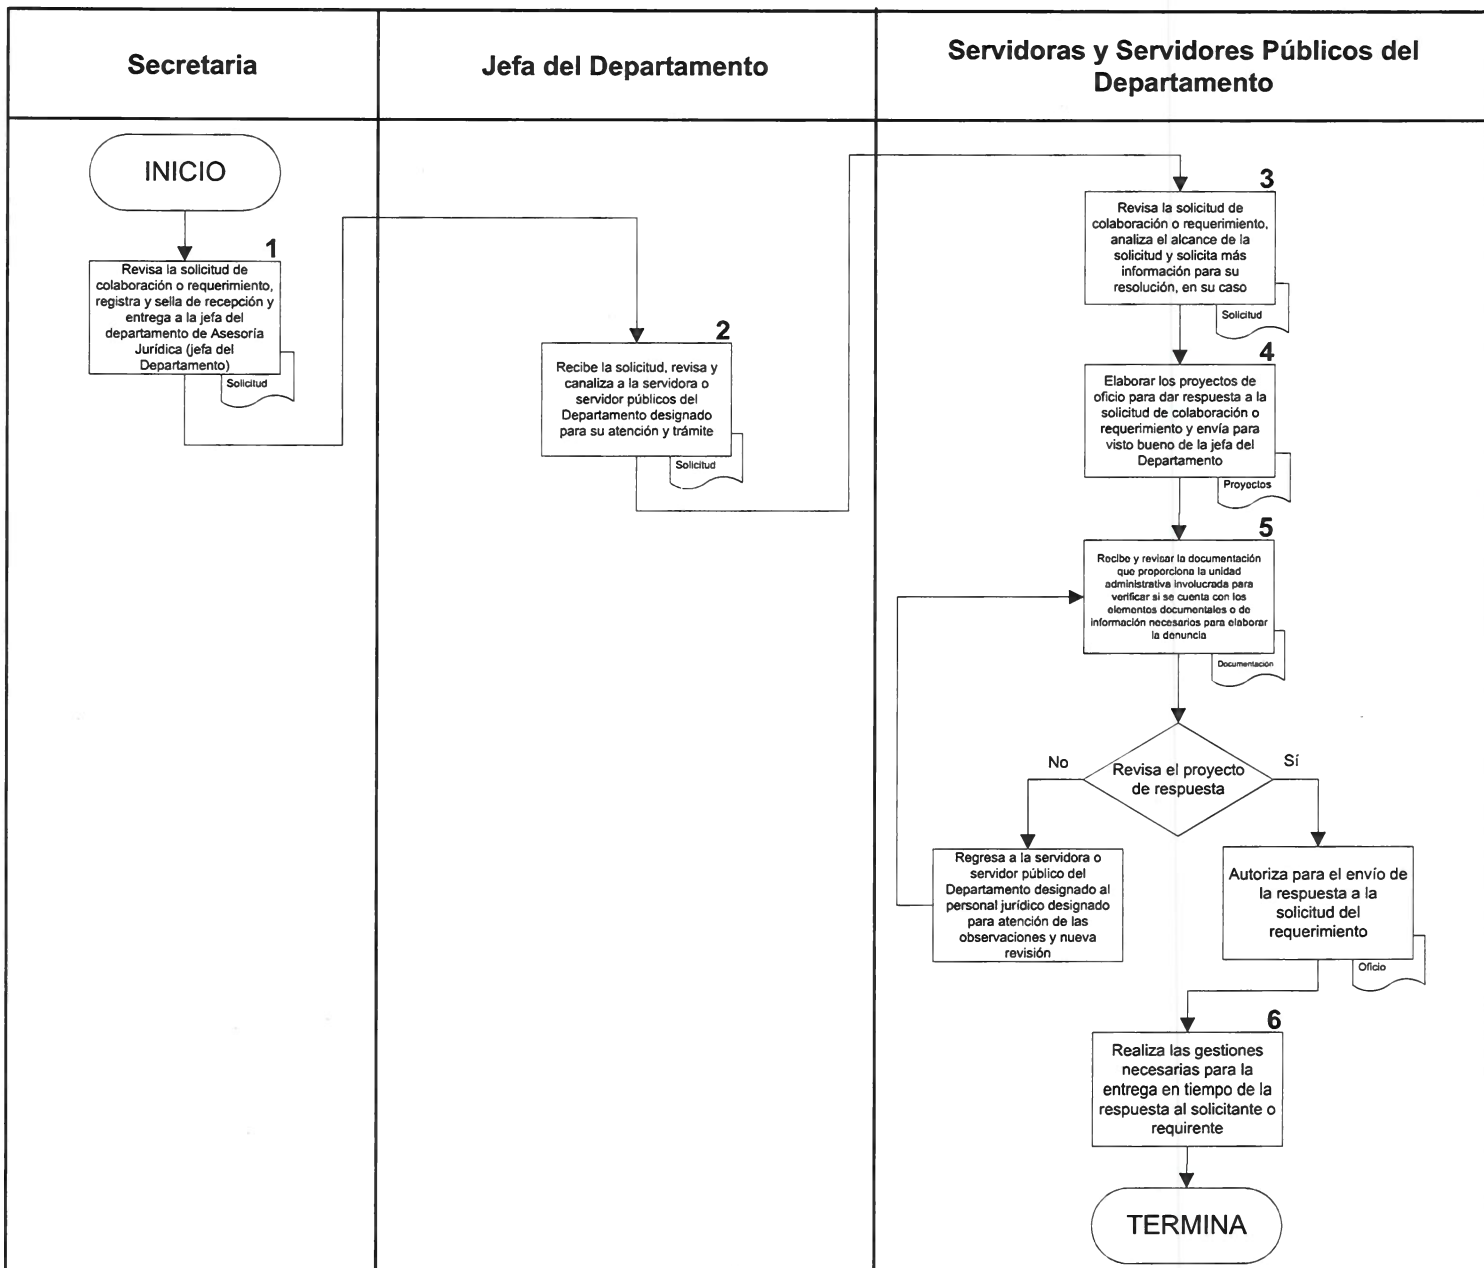 Secretaria
Jefa del Departamento
Servidoras y Servidores Públicos del
Departamento
INICIO
1
Revisa la solicitud de
colaboración o requerimiento,
registra y sella de recepción y
entrega a la jefa del
departamento de Asesoría
Jurídica (jefa del
Departamento)
Solicitud
2
Recibe la solicitud, revisa y
canaliza a la servidora o
servidor públicos del
Departamento designado
para su atención y trámite
Solicitud
3
Revisa la solicitud de
colaboración o requerimiento,
analiza el alcance de la
solicitud y solicita más
información para su
resolución, en su caso
Solicitud
4
Elaborar los proyectos de
oficio para dar respuesta a la
solicitud de colaboración o
requerimiento y envía para
visto bueno de la jefa del
Departamento
Proyectos
5
Recibe y revisar la documentación
que proporciona la unidad
administrativa involucrada para
verificar si se cuenta con los
elementos documentales o de
información necesarios para elaborar
la denuncia
Documentación
Revisa el proyecto
de respuesta
No
Sí
Regresa a la servidora o
servidor público del
Departamento designado al
personal jurídico designado
para atención de las
observaciones y nueva
revisión
Autoriza para el envío de
la respuesta a la
solicitud del
requerimiento
Oficio
6
Realiza las gestiones
necesarias para la
entrega en tiempo de la
respuesta al solicitante o
requirente
TERMINA